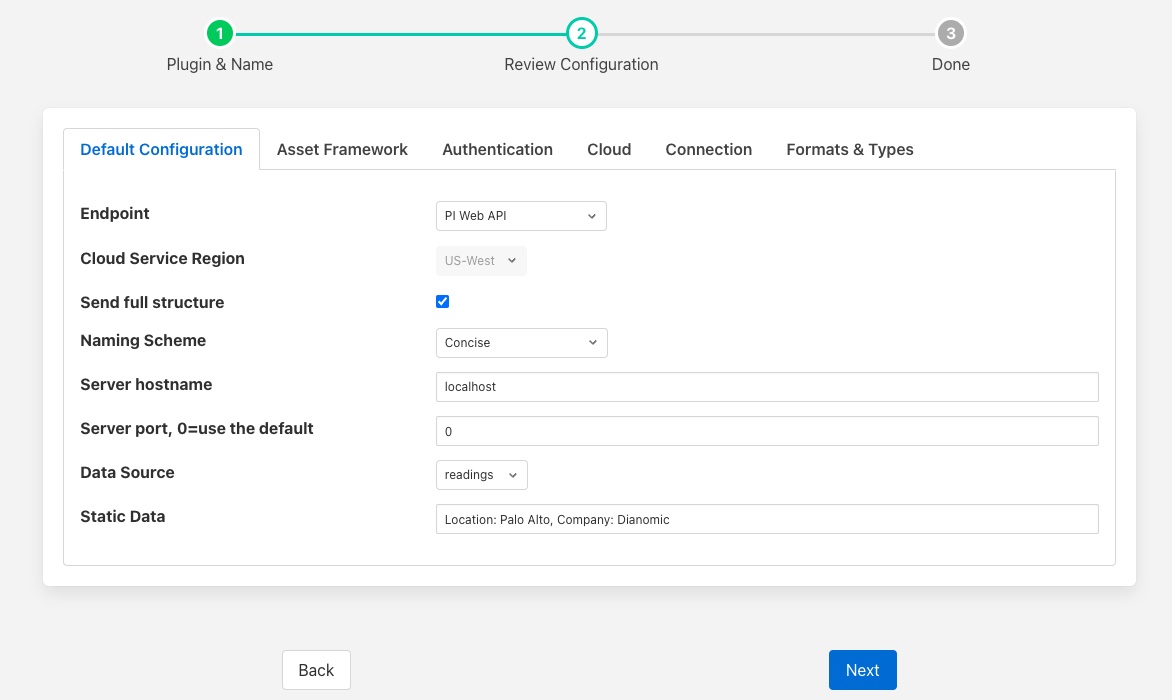 1 2 3
Plugin & Name Review Configuration Done
Default Configuration Asset Framework Authentication Cloud Connection Formats & Types
Endpoint PI Web API
Cloud Service Region US-West
Send full structure
Naming Scheme Concise
Server hostname localhost
Server port, 0=use the default 0
Data Source readings
Static Data Location: Palo Alto, Company: Dianomic
Back Next